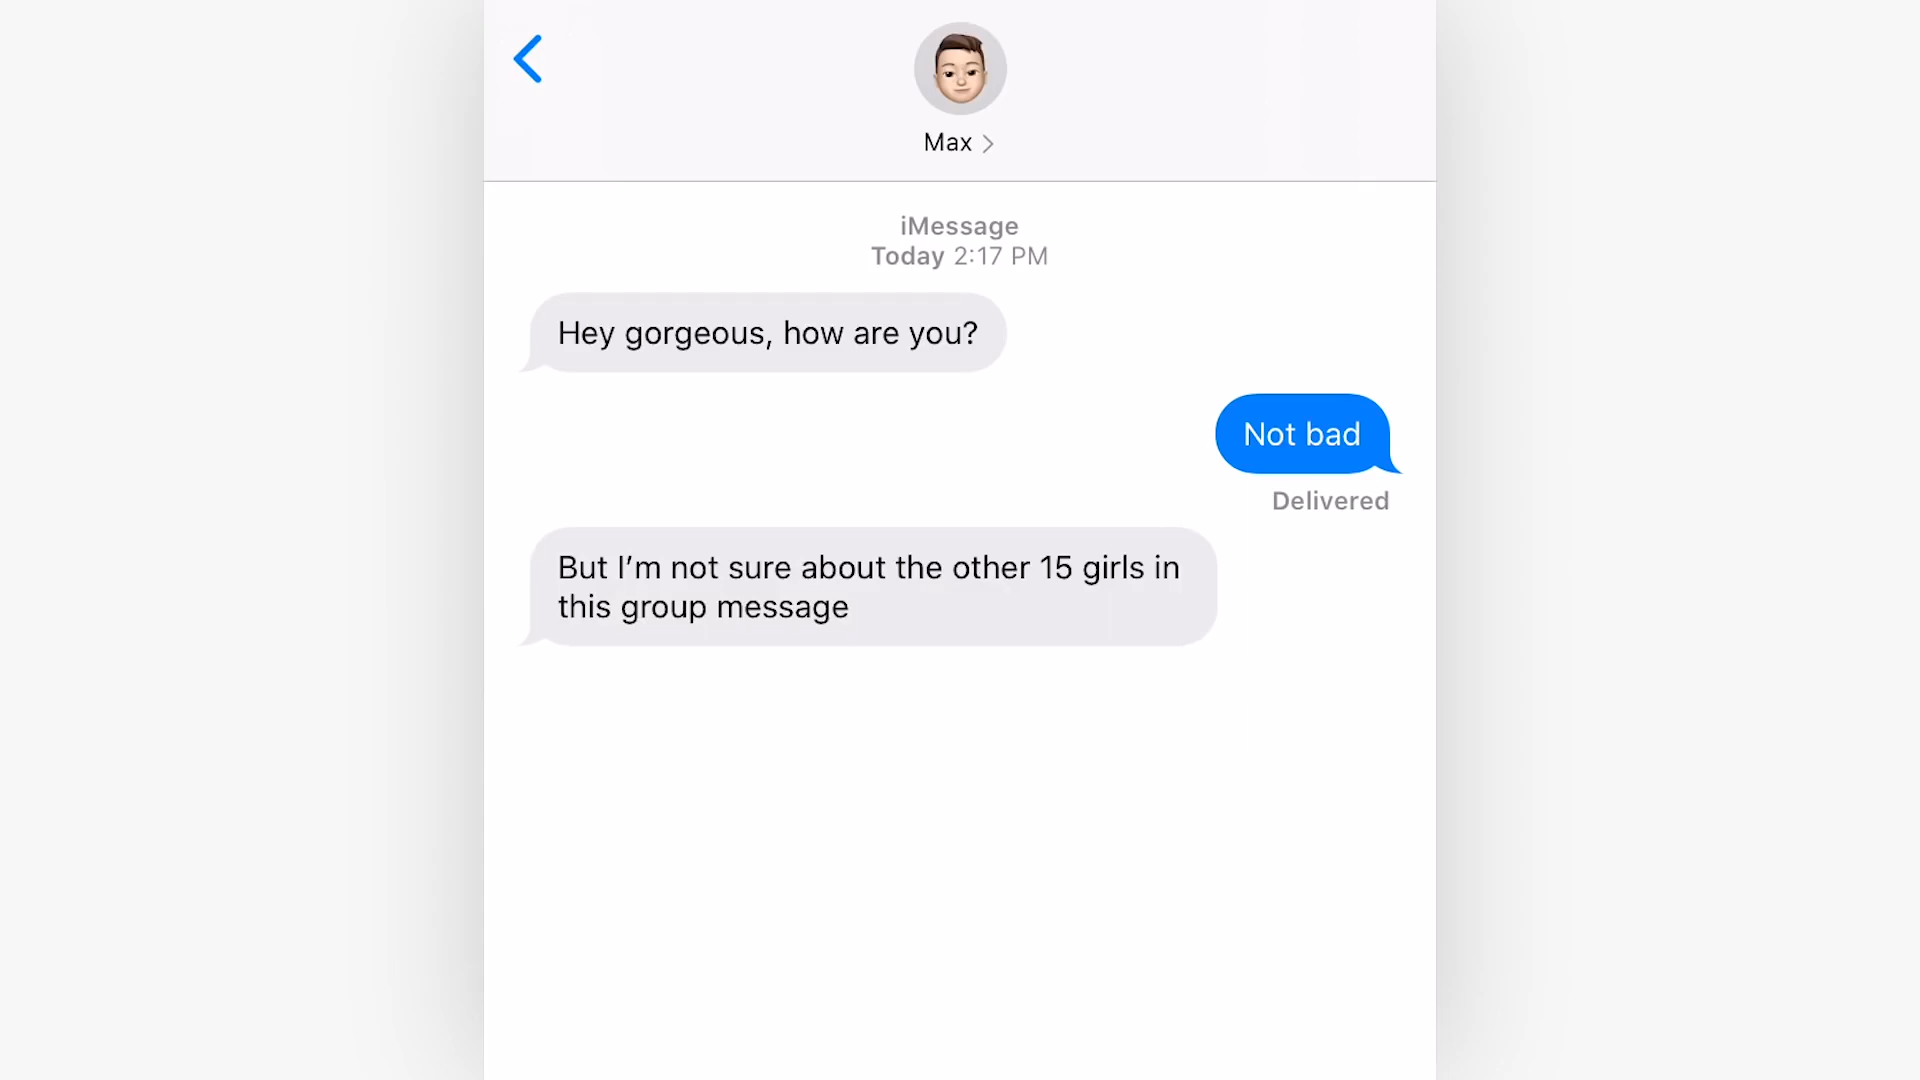 Max
iMessage
Today 2:17 PM
Hey gorgeous, how are you?
Not bad
Delivered
But I’m not sure about the other 15 girls in
this group message